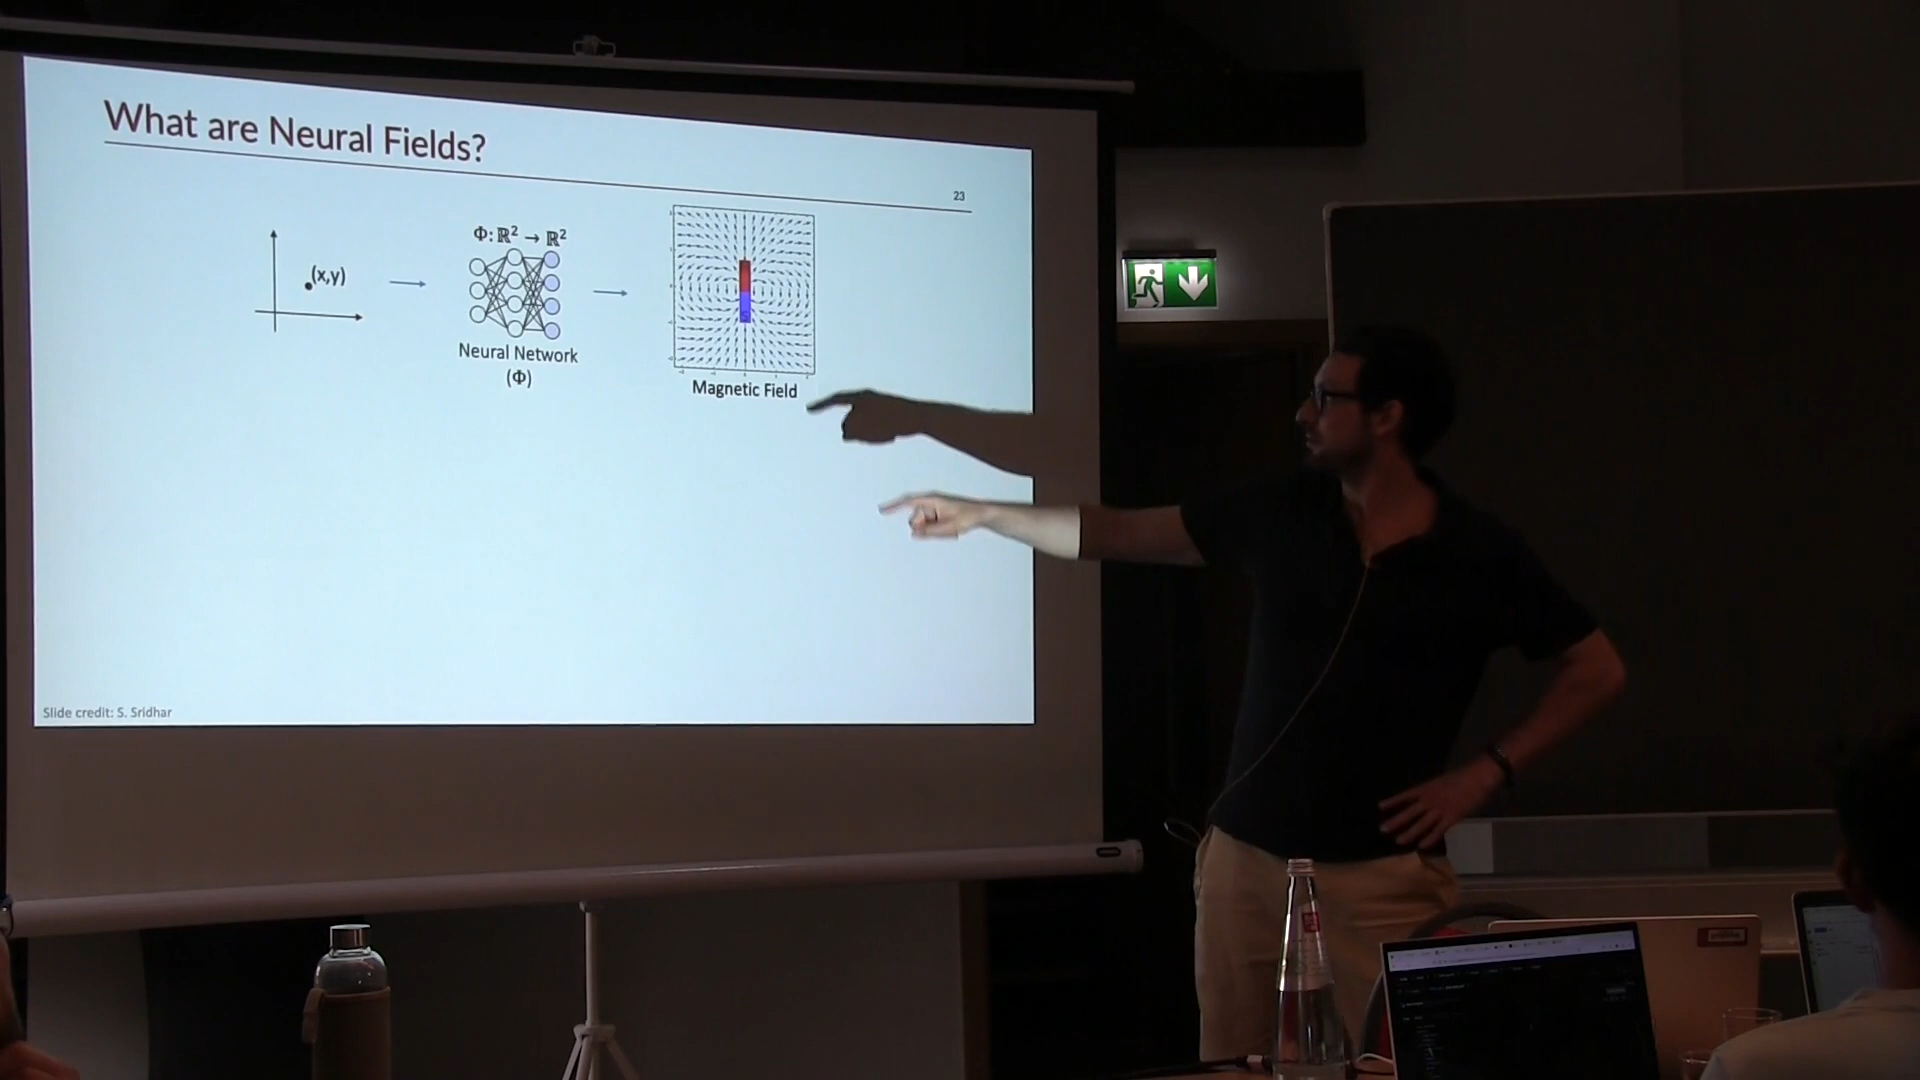 What are Neural Fields?
23
(x,y)
Φ: ℝ² → ℝ²
Neural Network
(Φ)
Magnetic Field
Slide credit: S. Sridhar